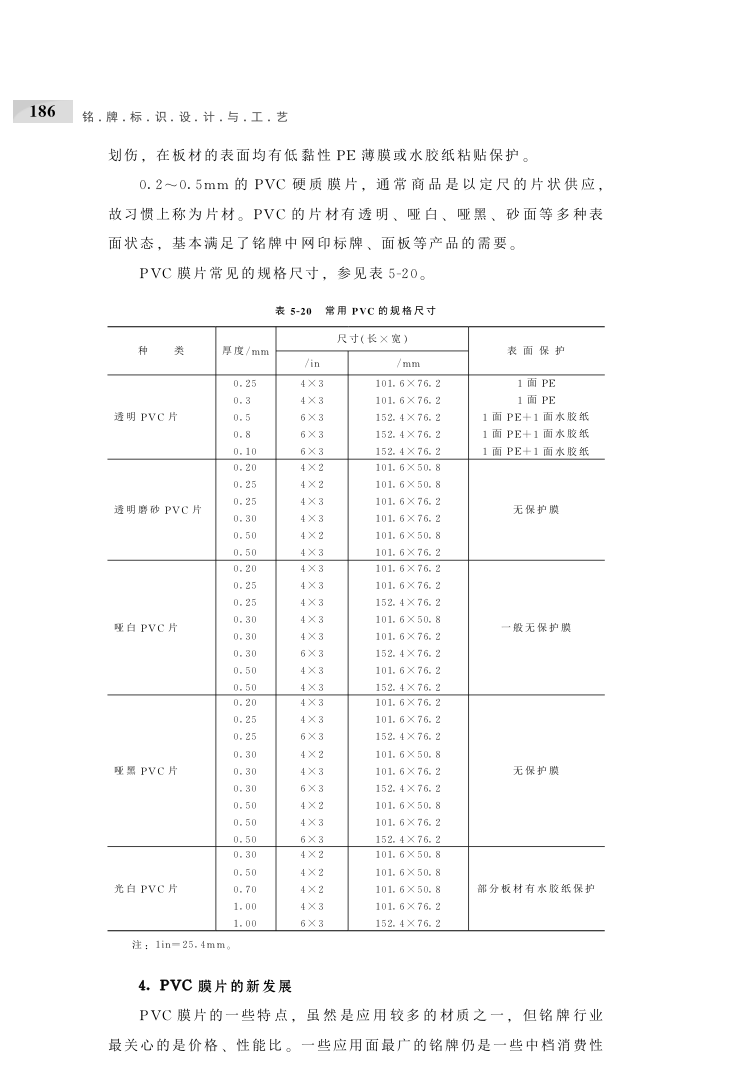 186 铭.牌.标.识.设.计.与.工.艺
划伤，在板材的表面均有低黏性 PE 薄膜或水胶纸粘贴保护。
0.2～0.5mm 的 PVC 硬质膜片，通常商品是以定尺的片状供应，
故习惯上称为片材。PVC 的片材有透明、哑白、哑黑、砂面等多种表
面状态，基本满足了铭牌中网印标牌、面板等产品的需要。
PVC 膜片常见的规格尺寸，参见表 5-20。
表 5-20 常用 PVC 的规格尺寸
种 类 厚度/mm 尺寸(长×宽) 表面保护
/in /mm
0.25 4×3 101.6×76.2 1 面 PE
0.3 4×3 101.6×76.2 1 面 PE
透明 PVC 片 0.5 6×3 152.4×76.2 1 面 PE＋1 面水胶纸
0.8 6×3 152.4×76.2 1 面 PE＋1 面水胶纸
0.10 6×3 152.4×76.2 1 面 PE＋1 面水胶纸
0.20 4×2 101.6×50.8
0.25 4×2 101.6×50.8
透明磨砂 PVC 片 0.25 4×3 101.6×76.2 无保护膜
0.30 4×3 101.6×76.2
0.50 4×2 101.6×50.8
0.50 4×3 101.6×76.2
0.20 4×3 101.6×76.2
0.25 4×3 101.6×76.2
0.25 4×3 152.4×76.2
哑白 PVC 片 0.30 4×3 101.6×50.8 一般无保护膜
0.30 4×3 101.6×76.2
0.30 6×3 152.4×76.2
0.50 4×3 101.6×76.2
0.50 4×3 152.4×76.2
0.20 4×3 101.6×76.2
0.25 4×3 101.6×76.2
0.25 6×3 152.4×76.2
0.30 4×2 101.6×50.8
哑黑 PVC 片 0.30 4×3 101.6×76.2 无保护膜
0.30 6×3 152.4×76.2
0.50 4×2 101.6×50.8
0.50 4×3 101.6×76.2
0.50 6×3 152.4×76.2
0.30 4×2 101.6×50.8
0.50 4×2 101.6×50.8
光白 PVC 片 0.70 4×2 101.6×50.8 部分板材有水胶纸保护
1.00 4×3 101.6×76.2
1.00 6×3 152.4×76.2
注：1in＝25.4mm。
4. PVC 膜片的新发展
PVC 膜片的一些特点，虽然是应用较多的材质之一，但铭牌行业
最关心的是价格、性能比。一些应用面最广的铭牌仍是一些中档消费性